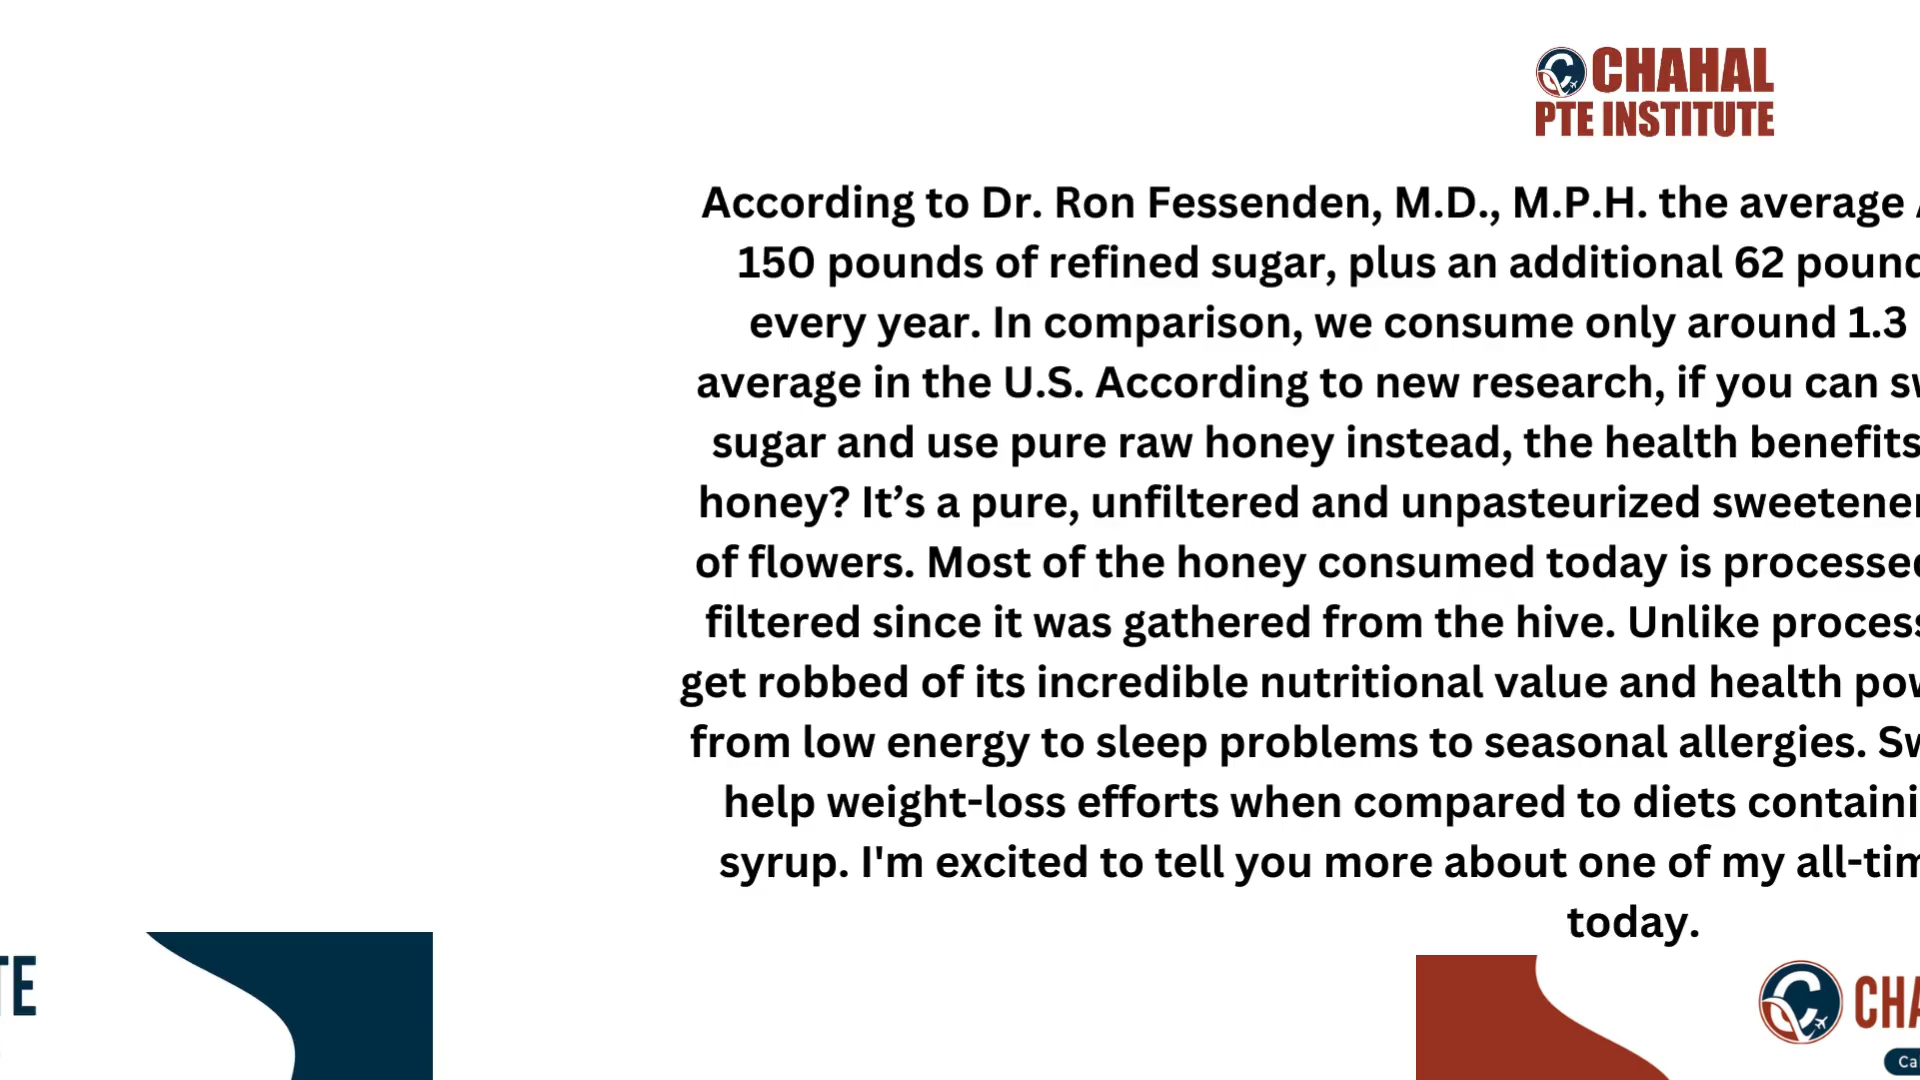 CHAHAL
PTE INSTITUTE
According to Dr. Ron Fessenden, M.D., M.P.H. the average
150 pounds of refined sugar, plus an additional 62
every year. In comparison, we consume only around 1.3
average in the U.S. According to new research, if you can
sugar and use pure raw honey instead, the health benefits
honey? It’s a pure, unfiltered and unpasteurized
of flowers. Most of the honey consumed today is
filtered since it was gathered from the hive. Unlike
get robbed of its incredible nutritional value and health
from low energy to sleep problems to seasonal allergies.
help weight-loss efforts when compared to diets
syrup. I'm excited to tell you more about one of my
today.